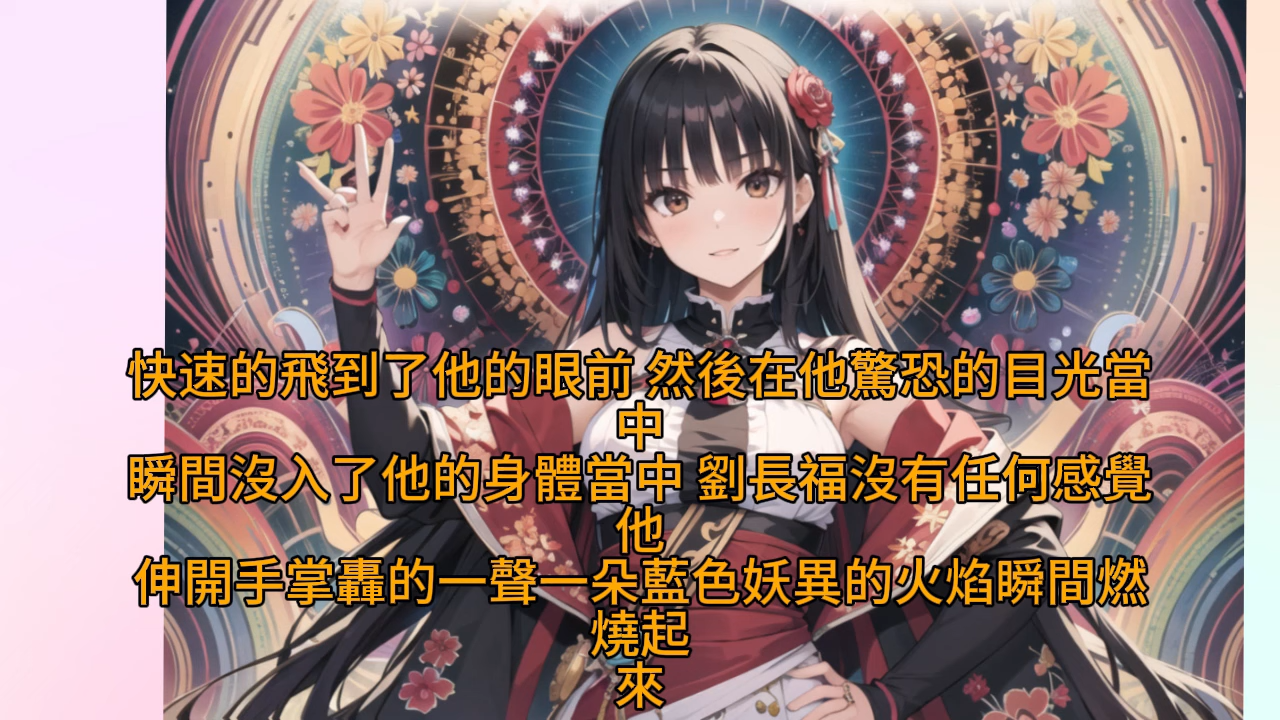 快速的飛到了他的眼前 然後在他驚恐的目光當
中
瞬間沒入了他的身體當中 劉長福沒有任何感覺
他
伸開手掌轟的一聲一朵藍色妖異的火焰瞬間燃
燒起
來